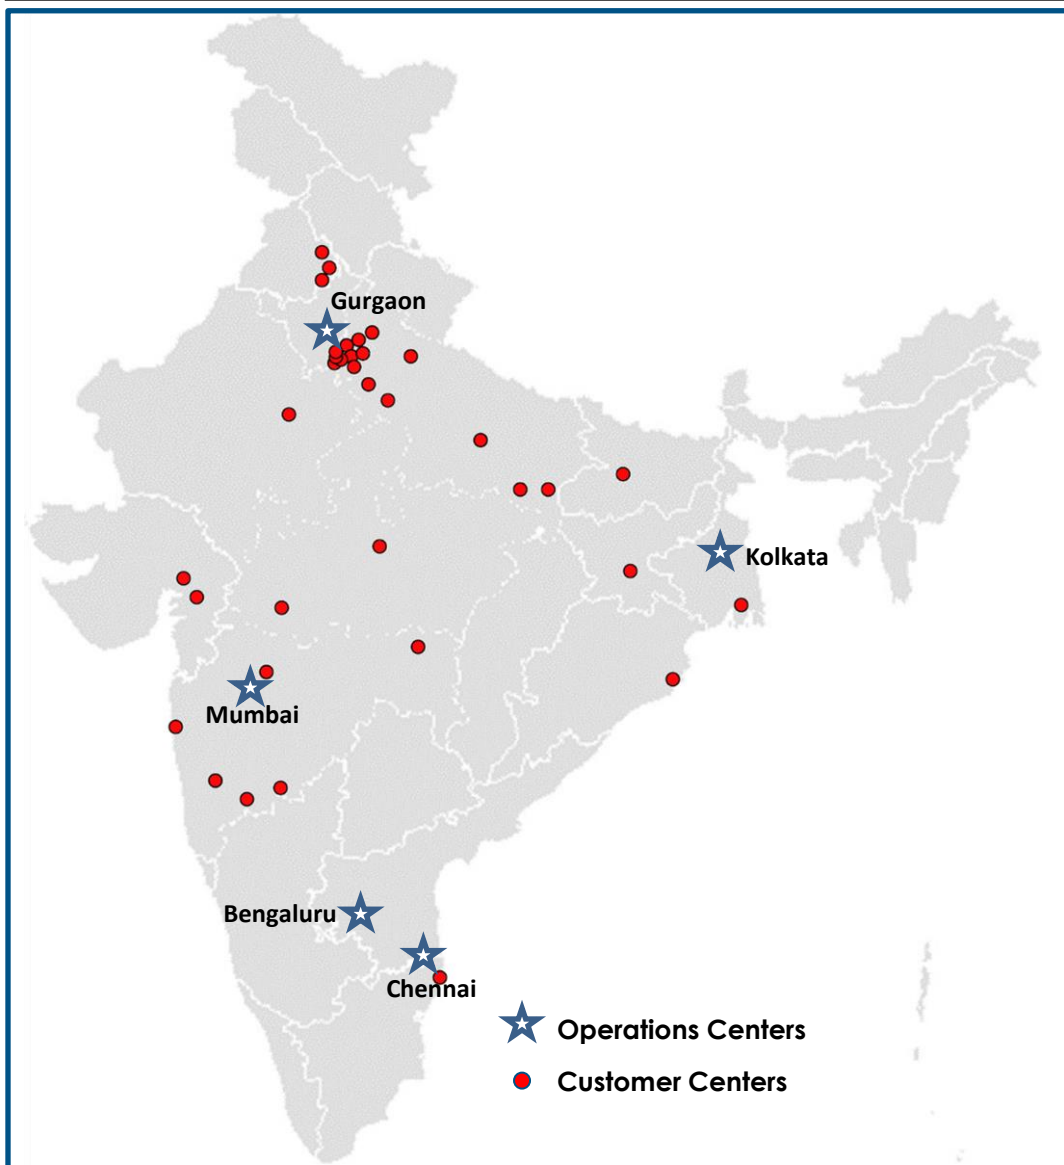 Gurgaon
Kolkata
Mumbai
Bengaluru
Chennai
Operations Centers
Customer Centers